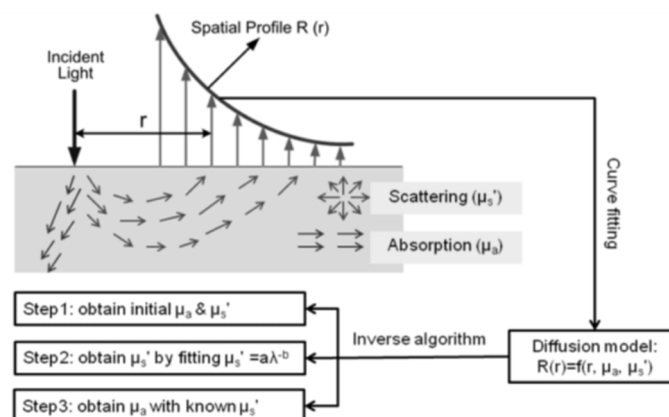 Spatial Profile R (r)
Incident
Light
r
Scattering (μs')
Absorption (μa)
Curve fitting
Step1: obtain initial μa & μs'
Step2: obtain μs' by fitting μs' =aλ-b
Step3: obtain μa with known μs'
Inverse algorithm
Diffusion model:
R(r)=f(r, μa, μs')